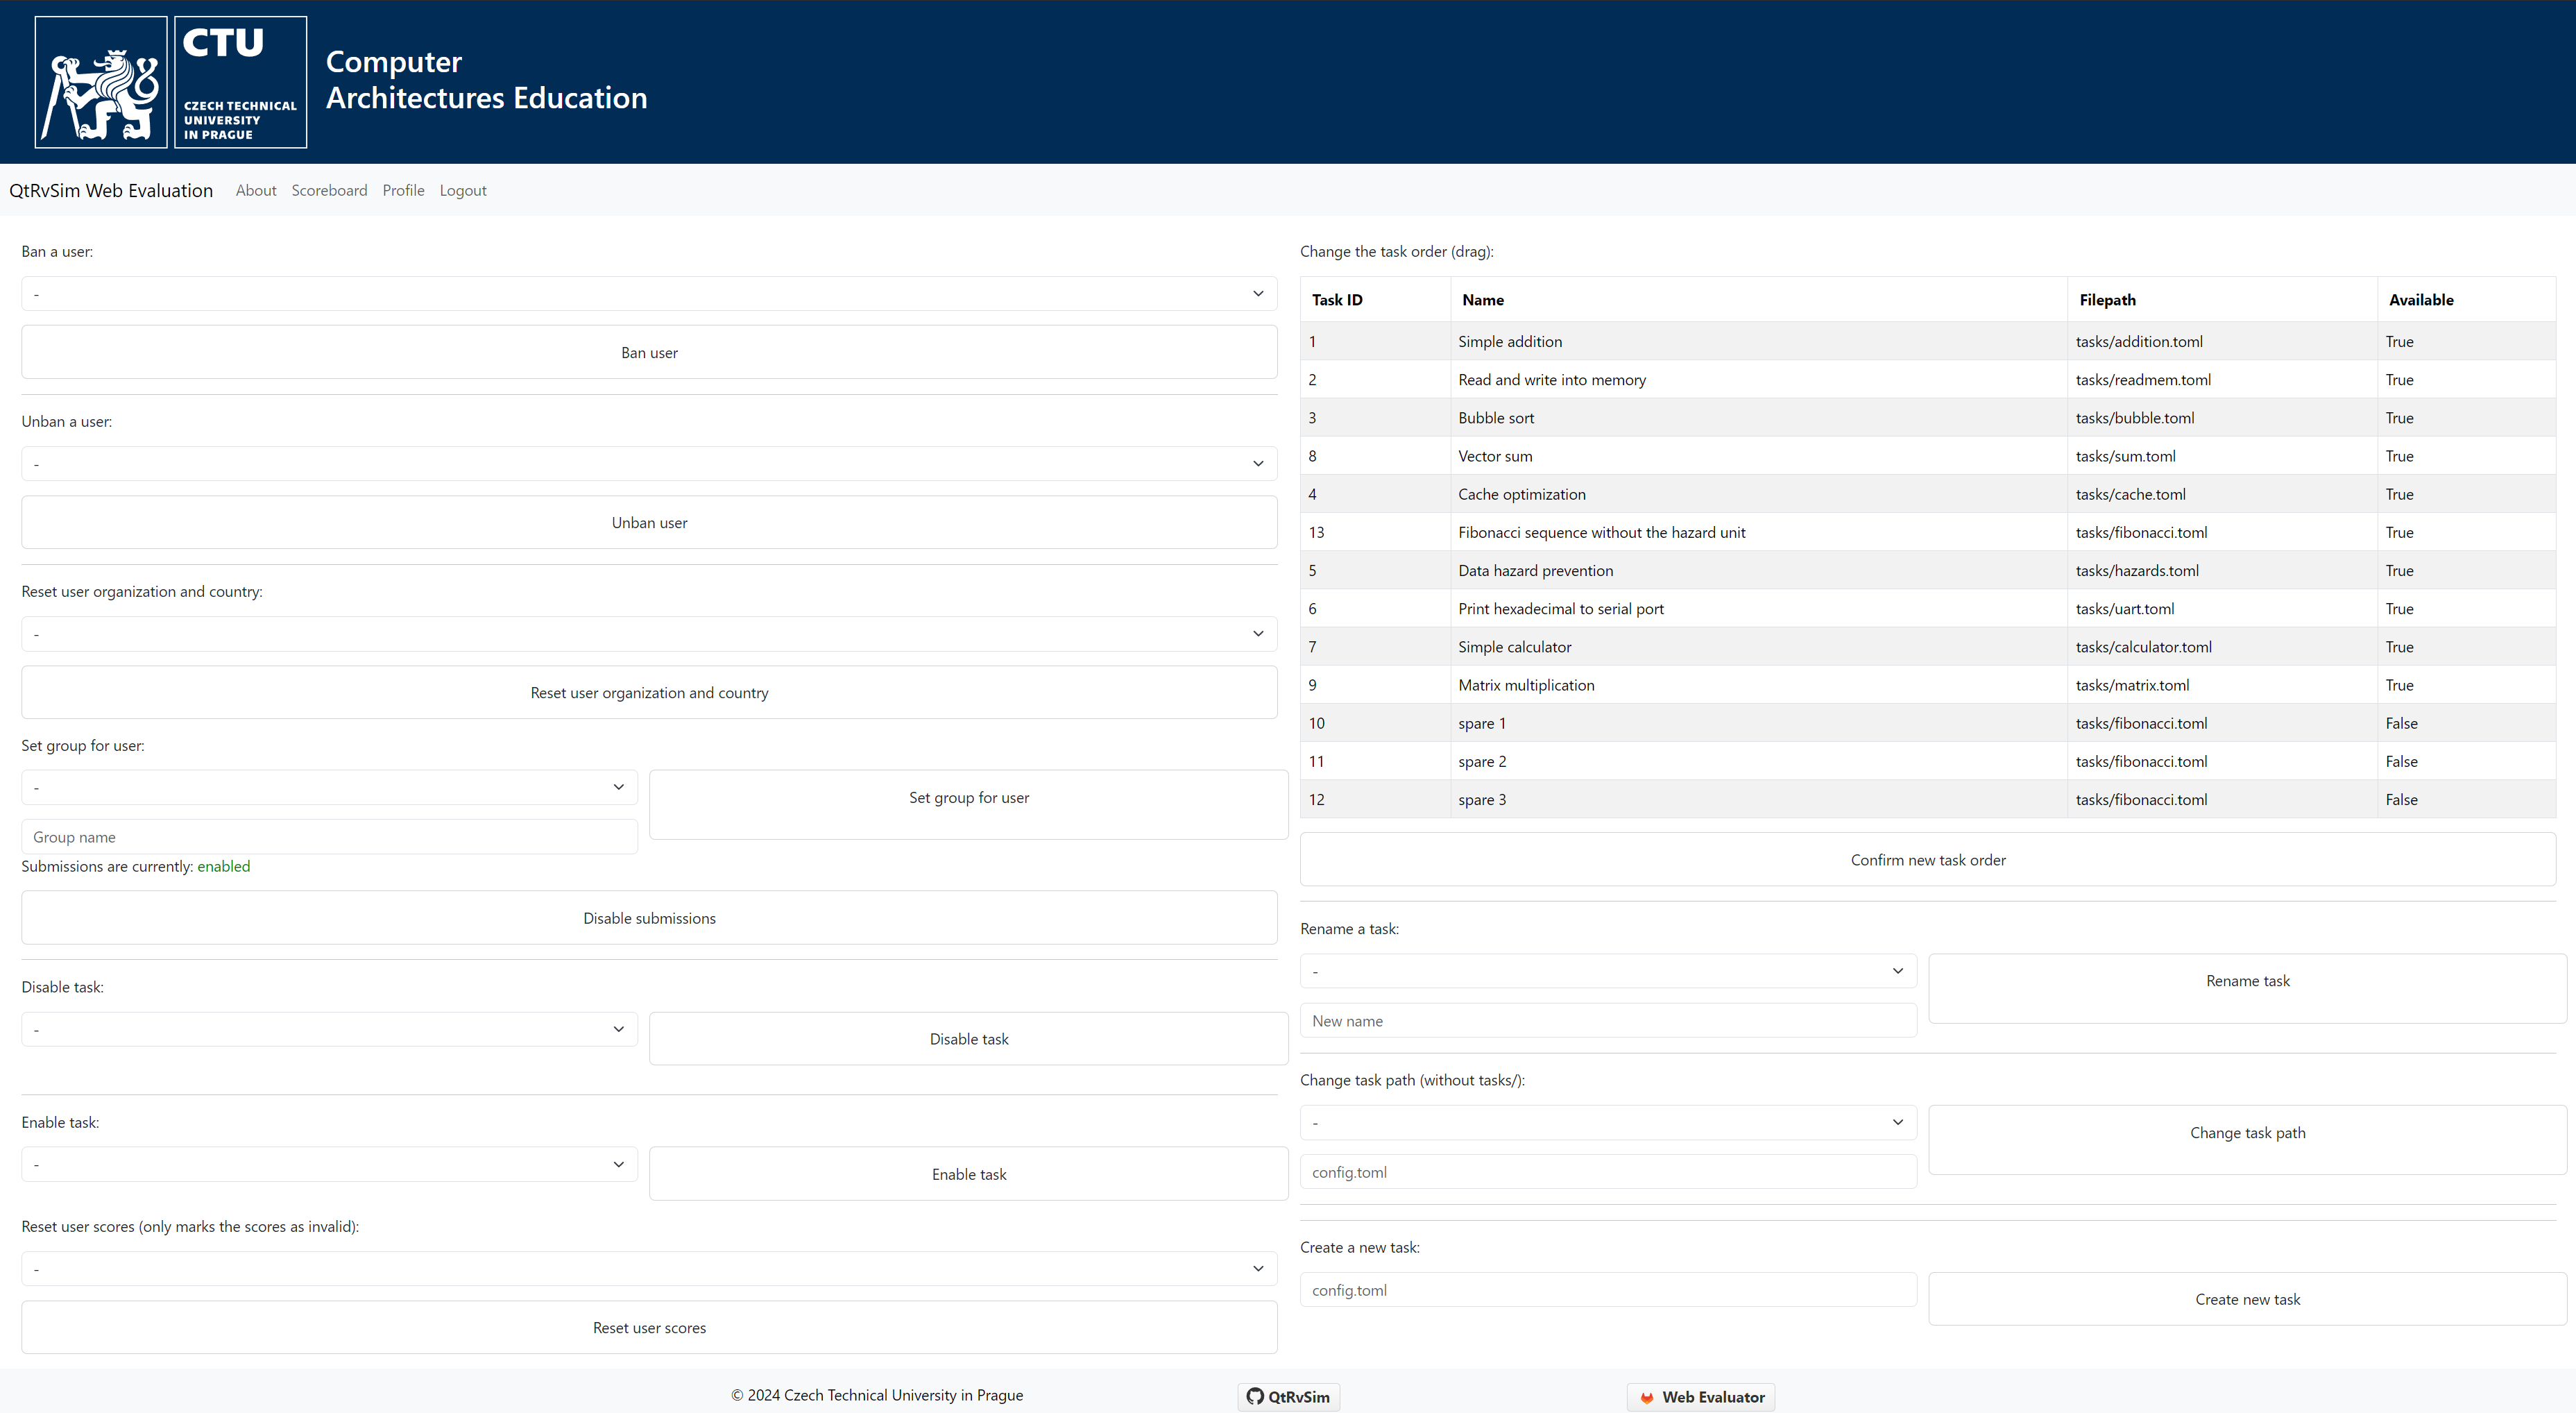 CTU
CZECH TECHNICAL
UNIVERSITY
IN PRAGUE
Computer
Architectures Education
QtRvSim Web Evaluation About Scoreboard Profile Logout
Ban a user:
-
Ban user
Unban a user:
-
Unban user
Reset user organization and country:
-
Reset user organization and country
Set group for user:
-
Set group for user
Group name
Submissions are currently: enabled
Disable submissions
Disable task:
-
Disable task
Enable task:
-
Enable task
Reset user scores (only marks the scores as invalid):
-
Reset user scores
Change the task order (drag):
Task ID Name Filepath Available
1 Simple addition tasks/addition.toml True
2 Read and write into memory tasks/readmem.toml True
3 Bubble sort tasks/bubble.toml True
8 Vector sum tasks/sum.toml True
4 Cache optimization tasks/cache.toml True
13 Fibonacci sequence without the hazard unit tasks/fibonacci.toml True
5 Data hazard prevention tasks/hazards.toml True
6 Print hexadecimal to serial port tasks/uart.toml True
7 Simple calculator tasks/calculator.toml True
9 Matrix multiplication tasks/matrix.toml True
10 spare 1 tasks/fibonacci.toml False
11 spare 2 tasks/fibonacci.toml False
12 spare 3 tasks/fibonacci.toml False
Confirm new task order
Rename a task:
-
Rename task
New name
Change task path (without tasks/):
-
Change task path
config.toml
Create a new task:
config.toml
Create new task
© 2024 Czech Technical University in Prague QtRvSim Web Evaluator